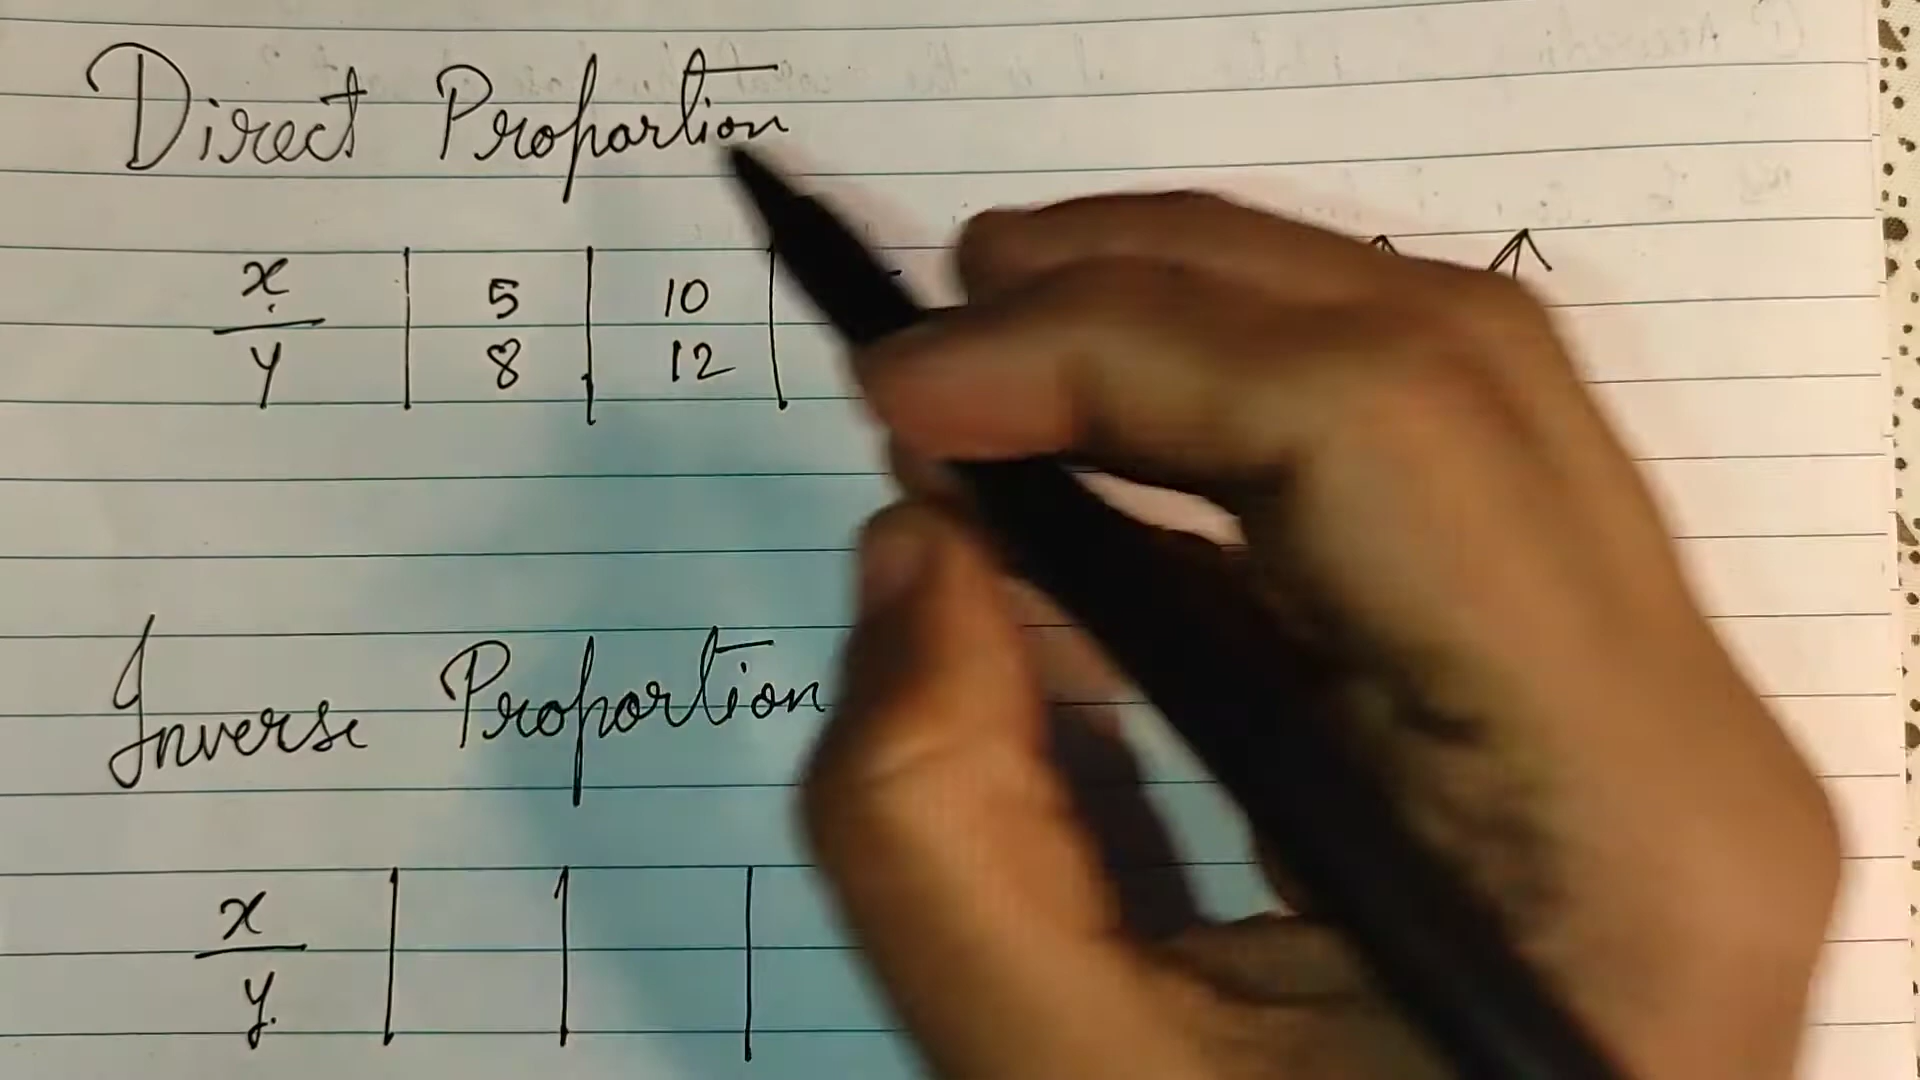 Direct Proportion
x | 5 | 10 |
y | 8 | 12 |
Inverse Proportion
x
y